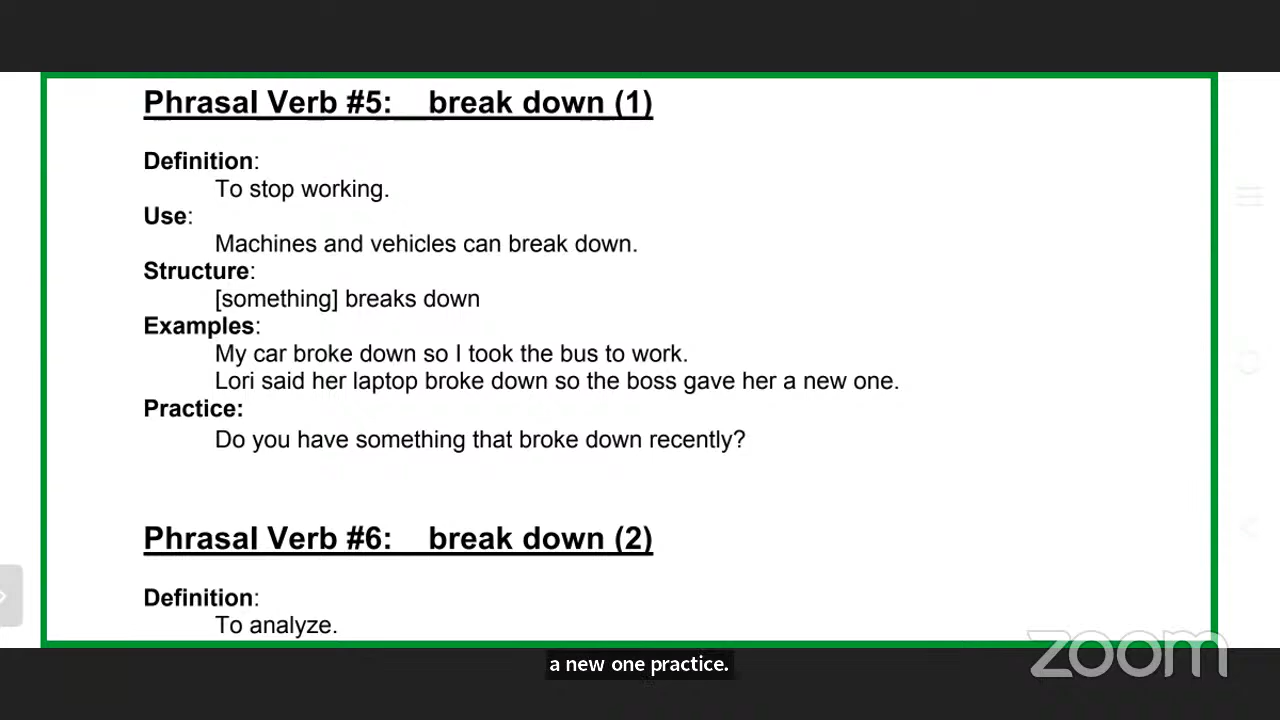 Phrasal Verb #5: break down (1)
Definition:
To stop working.
Use:
Machines and vehicles can break down.
Structure:
[something] breaks down
Examples:
My car broke down so I took the bus to work.
Lori said her laptop broke down so the boss gave her a new one.
Practice:
Do you have something that broke down recently?
Phrasal Verb #6: break down (2)
Definition:
To analyze.
zoom
a new one practice.